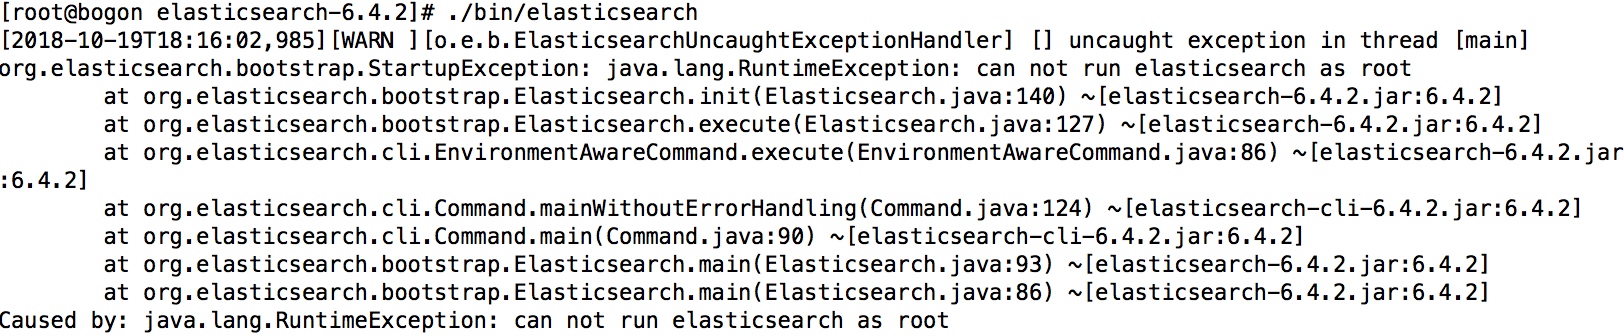 [root@bogon elasticsearch-6.4.2]# ./bin/elasticsearch
[2018-10-19T18:16:02,985][WARN ][o.e.b.ElasticsearchUncaughtExceptionHandler] [] uncaught exception in thread [main]
org.elasticsearch.bootstrap.StartupException: java.lang.RuntimeException: can not run elasticsearch as root
        at org.elasticsearch.bootstrap.Elasticsearch.init(Elasticsearch.java:140) ~[elasticsearch-6.4.2.jar:6.4.2]
        at org.elasticsearch.bootstrap.Elasticsearch.execute(Elasticsearch.java:127) ~[elasticsearch-6.4.2.jar:6.4.2]
        at org.elasticsearch.cli.EnvironmentAwareCommand.execute(EnvironmentAwareCommand.java:86) ~[elasticsearch-6.4.2.jar
:6.4.2]
        at org.elasticsearch.cli.Command.mainWithoutErrorHandling(Command.java:124) ~[elasticsearch-cli-6.4.2.jar:6.4.2]
        at org.elasticsearch.cli.Command.main(Command.java:90) ~[elasticsearch-cli-6.4.2.jar:6.4.2]
        at org.elasticsearch.bootstrap.Elasticsearch.main(Elasticsearch.java:93) ~[elasticsearch-6.4.2.jar:6.4.2]
        at org.elasticsearch.bootstrap.Elasticsearch.main(Elasticsearch.java:86) ~[elasticsearch-6.4.2.jar:6.4.2]
Caused by: java.lang.RuntimeException: can not run elasticsearch as root